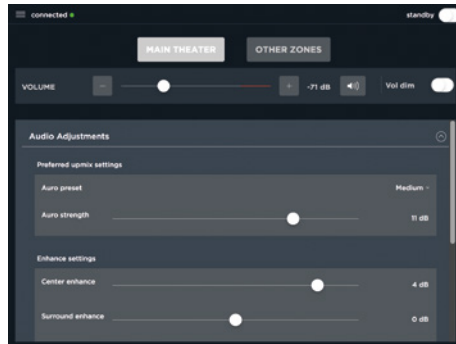 connected
standby
MAIN THEATER
OTHER ZONES
VOLUME - + -71 dB Vol dim
Audio Adjustments
Preferred upmix settings
Auro preset Medium
Auro strength 11 dB
Enhance settings
Center enhance 4 dB
Surround enhance 0 dB